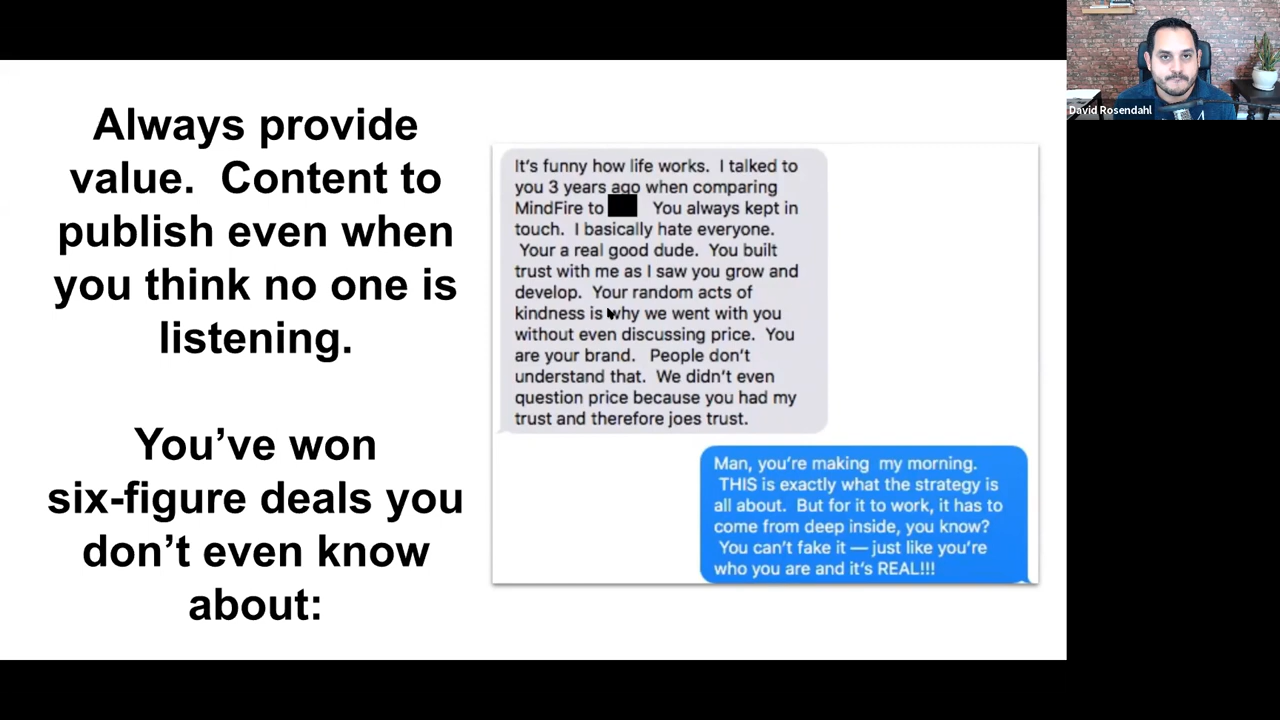 Always provide
value.  Content to
publish even when
you think no one is
listening.
You’ve won
six-figure deals you
don’t even know
about:
It’s funny how life works.  I talked to
you 3 years ago when comparing
MindFire to
You always kept in
touch.  I basically hate everyone.
Your a real good dude.  You built
trust with me as I saw you grow and
develop.  Your random acts of
kindness is why we went with you
without even discussing price.  You
are your brand.   People don’t
understand that.  We didn’t even
question price because you had my
trust and therefore joes trust.
Man, you’re making  my morning.
THIS is exactly what the strategy is
all about.  But for it to work, it has to
come from deep inside, you know?
You can’t fake it — just like you’re
who you are and it’s REAL!!!
David Rosendahl